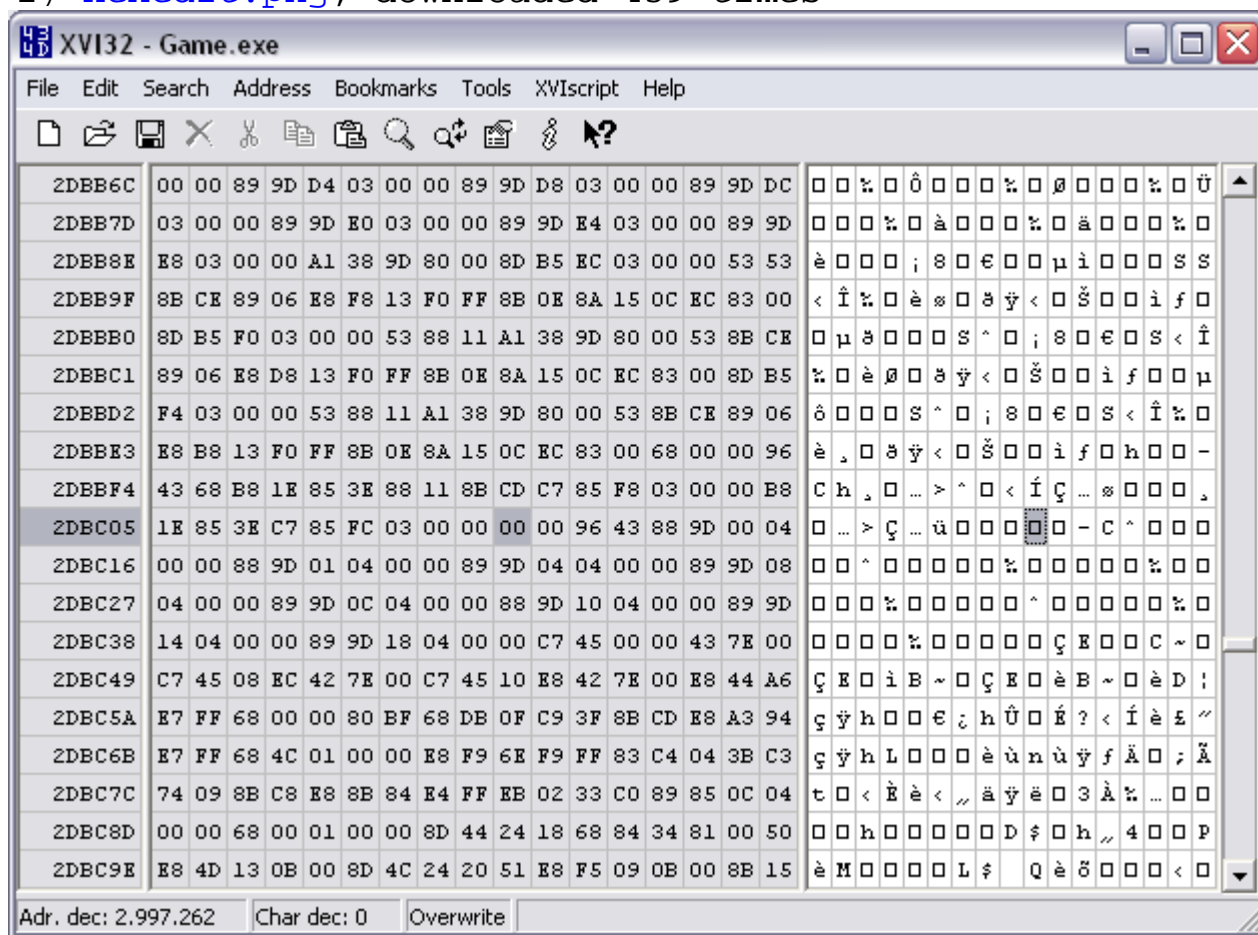 hexedit.png, downloaded times
XVI32 - Game.exe
File Edit Search Address Bookmarks Tools XVIscript Help
2DBB6C 00 00 89 9D D4 03 00 00 89 9D D8 03 00 00 89 9D DC □ □ ‰ □ Ô □ □ □ ‰ □ Ø □ □ □ ‰ □ Ü
2DBB7D 03 00 00 89 9D E0 03 00 00 89 9D E4 03 00 00 89 9D □ □ □ ‰ □ à □ □ □ ‰ □ ä □ □ □ ‰ □
2DBB8E E8 03 00 00 A1 38 9D 80 00 8D B5 EC 03 00 00 53 53 è □ □ □ ¡ 8 □ € □ □ µ ì □ □ □ S S
2DBB9F 8B CE 89 06 E8 F8 13 F0 FF 8B 0E 8A 15 0C EC 83 00 ‹ Î ‰ □ è ø □ ð ÿ ‹ □ Š □ □ ì ƒ □
2DBBB0 8D B5 F0 03 00 00 53 88 11 A1 38 9D 80 00 53 8B CE □ µ ð □ □ □ S ˆ □ ¡ 8 □ € □ S ‹ Î
2DBBC1 89 06 E8 D8 13 F0 FF 8B 0E 8A 15 0C EC 83 00 8D B5 ‰ □ è Ø □ ð ÿ ‹ □ Š □ □ ì ƒ □ □ µ
2DBBD2 F4 03 00 00 53 88 11 A1 38 9D 80 00 53 8B CE 89 06 ô □ □ □ S ˆ □ ¡ 8 □ € □ S ‹ Î ‰ □
2DBBE3 E8 B8 13 F0 FF 8B 0E 8A 15 0C EC 83 00 68 00 00 96 è ¸ □ ð ÿ ‹ □ Š □ □ ì ƒ □ h □ □ –
2DBBF4 43 68 B8 1E 85 3E 88 11 8B CD C7 85 F8 03 00 00 B8 C h ¸ □ … > ˆ □ ‹ Í Ç … ø □ □ □ ¸
2DBC05 1E 85 3E C7 85 FC 03 00 00 00 00 96 43 88 9D 00 04 □ … > Ç … ü □ □ □ □ □ – C ˆ □ □ □
2DBC16 00 00 88 9D 01 04 00 00 89 9D 04 04 00 00 89 9D 08 □ □ ˆ □ □ □ □ □ ‰ □ □ □ □ □ ‰ □ □
2DBC27 04 00 00 89 9D 0C 04 00 00 88 9D 10 04 00 00 89 9D □ □ □ ‰ □ □ □ □ □ ˆ □ □ □ □ □ ‰ □
2DBC38 14 04 00 00 89 9D 18 04 00 00 C7 45 00 00 43 7E 00 □ □ □ □ ‰ □ □ □ □ □ Ç E □ □ C ~ □
2DBC49 C7 45 08 EC 42 7E 00 C7 45 10 E8 42 7E 00 E8 44 A6 Ç E □ ì B ~ □ Ç E □ è B ~ □ è D ¦
2DBC5A E7 FF 68 00 00 80 BF 68 DB 0F C9 3F 8B CD E8 A3 94 ç ÿ h □ □ € ¿ h Û □ É ? ‹ Í è £ ”
2DBC6B E7 FF 68 4C 01 00 00 E8 F9 6E F9 FF 83 C4 04 3B C3 ç ÿ h L □ □ □ è ù n ù ÿ ƒ Ä □ ; Ã
2DBC7C 74 09 8B C8 E8 8B 84 E4 FF EB 02 33 C0 89 85 0C 04 t □ ‹ È è ‹ „ ä ÿ ë □ 3 À ‰ … □ □
2DBC8D 00 00 68 00 01 00 00 8D 44 24 18 68 84 34 81 00 50 □ □ h □ □ □ □ □ D $ □ h „ 4 □ □ P
2DBC9E E8 4D 13 0B 00 8D 4C 24 20 51 E8 F5 09 0B 00 8B 15 è M □ □ □ □ L $ Q è õ □ □ □ ‹ □
Adr. dec: 2.997.262 Char dec: 0 Overwrite